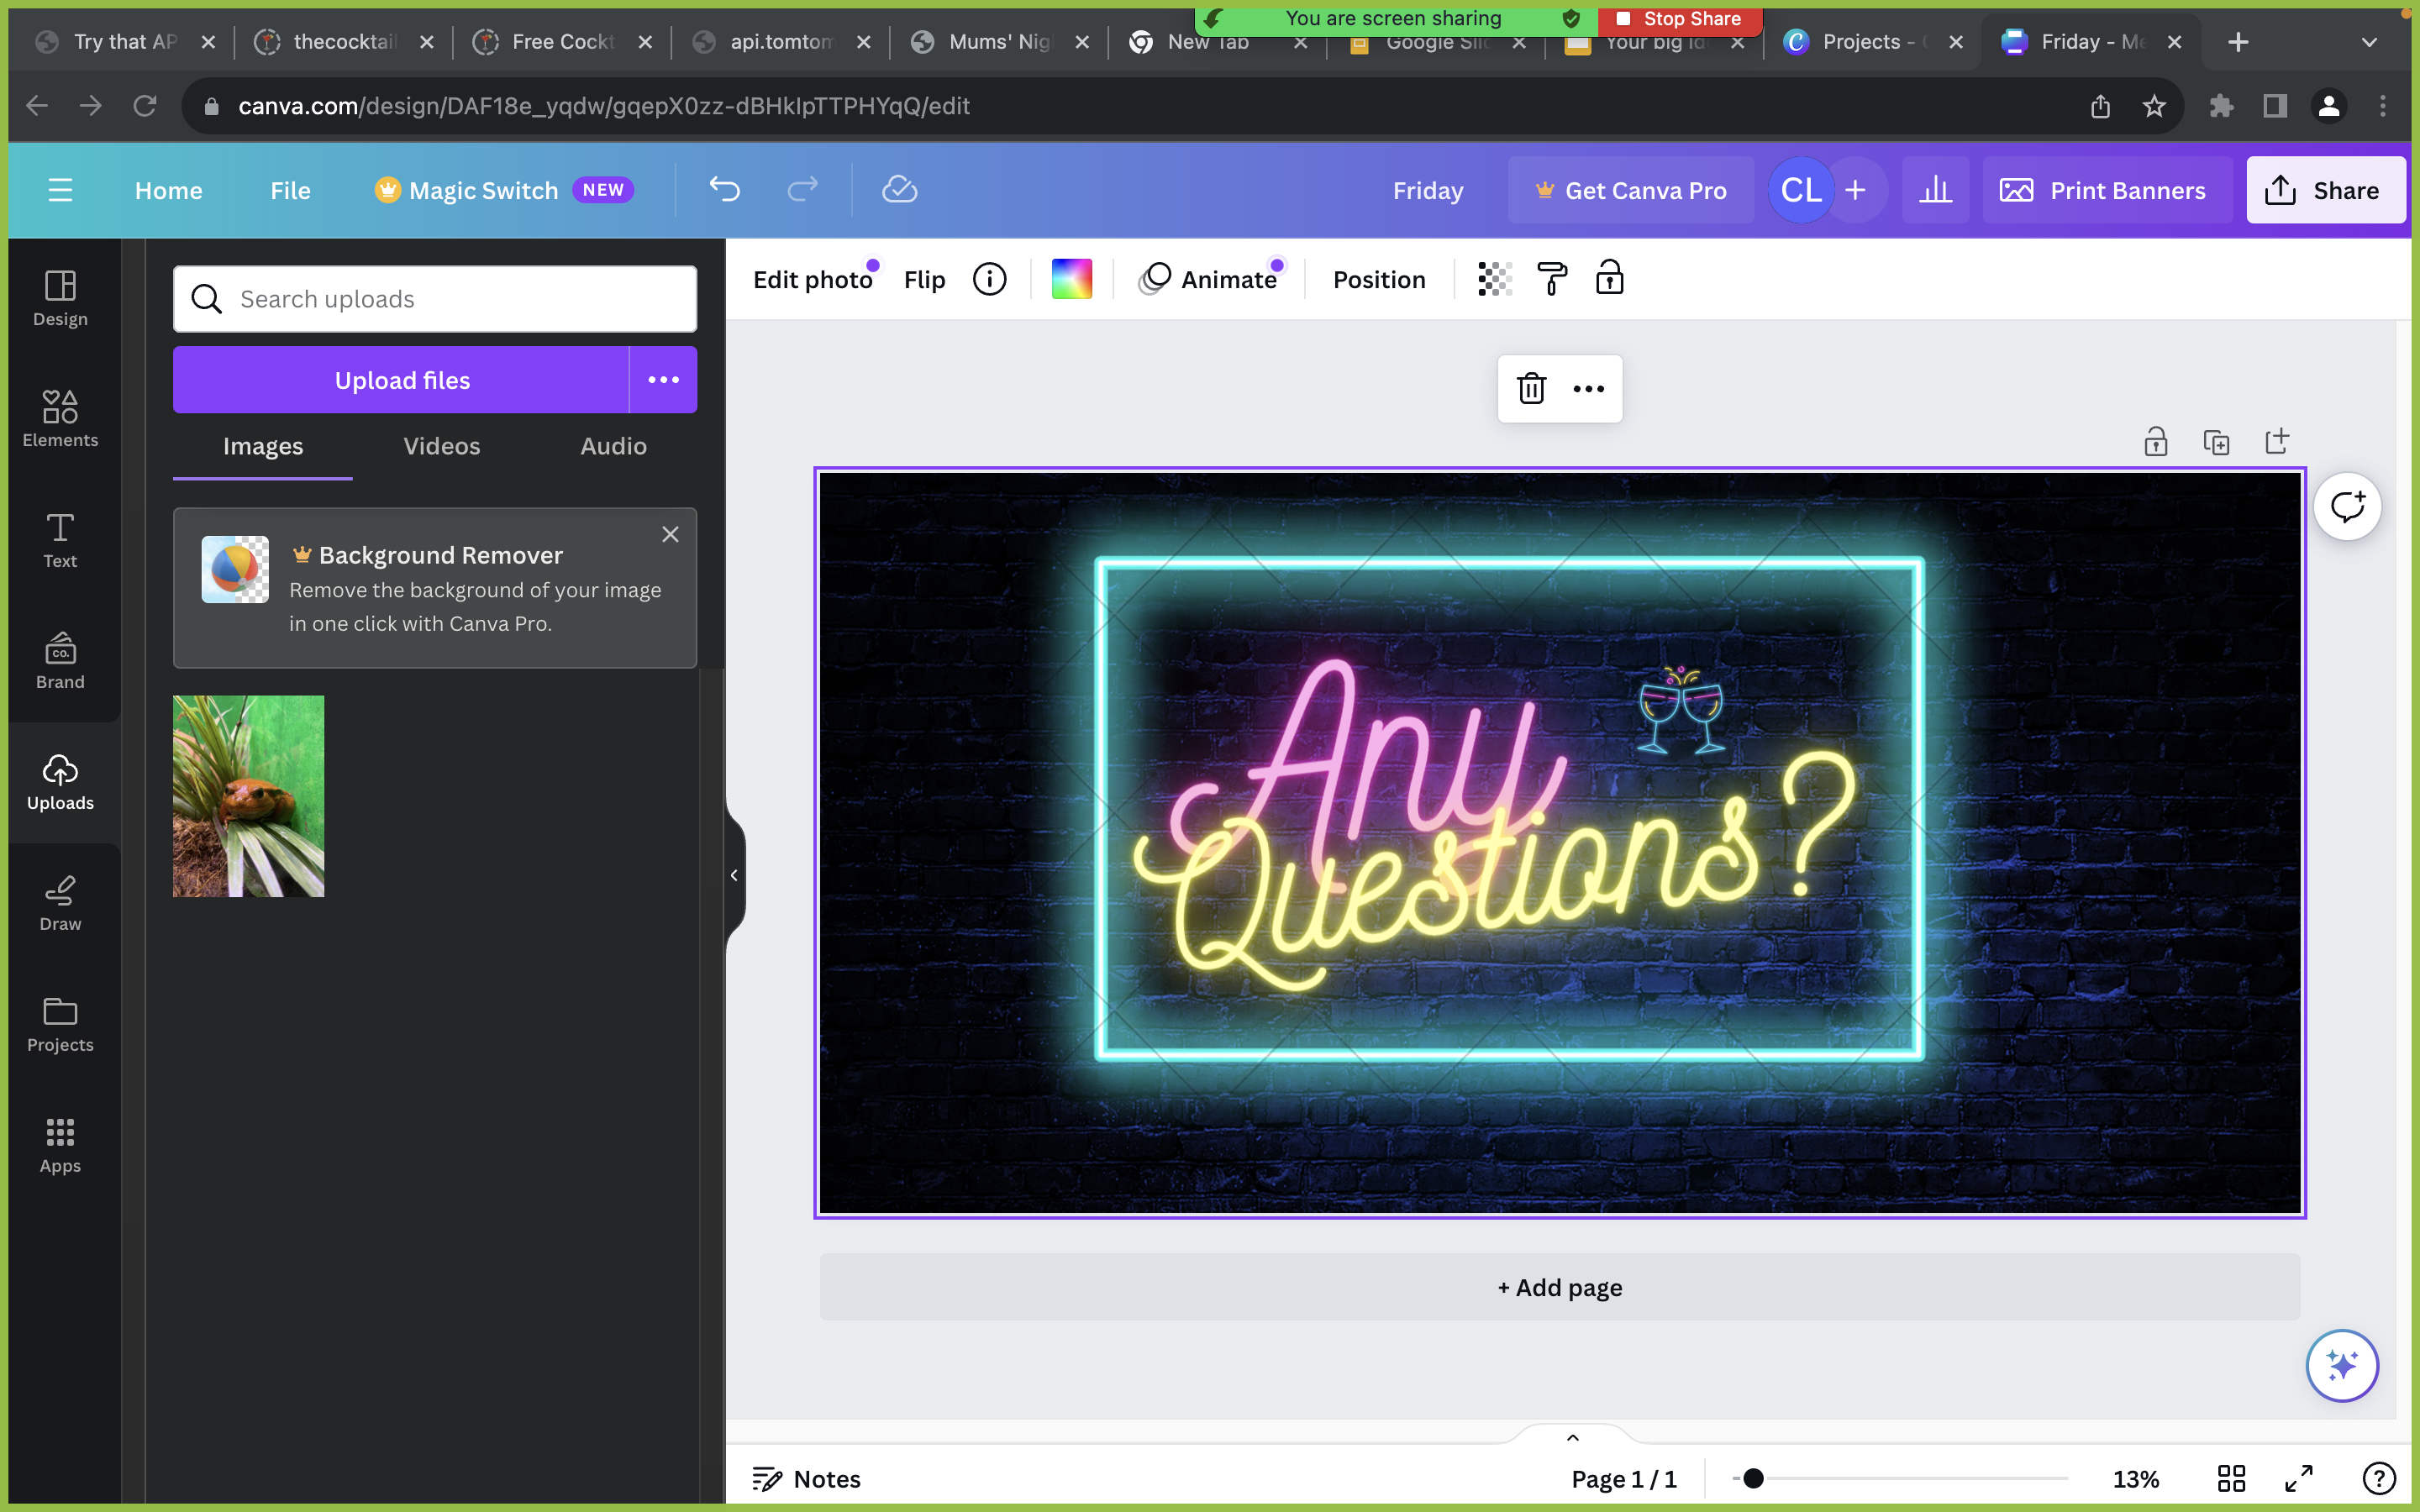 You are screen sharing
Stop Share
Try that AP
thecocktail
Free Cockt
api.tomtom
Mums' Nig
New Tab
Google Slid
Your big id
Projects - C
Friday - Me
canva.com/design/DAF18e_yqdw/gqepX0zz-dBHkIpTTPHYqQ/edit
Home
File
Magic Switch
NEW
Friday
Get Canva Pro
CL
Print Banners
Share
Design
Elements
Text
co.
Brand
Uploads
Draw
Projects
Apps
Search uploads
Upload files
Images
Videos
Audio
Background Remover
Remove the background of your image
in one click with Canva Pro.
Edit photo
Flip
Animate
Position
Any
Questions?
+ Add page
Notes
Page 1 / 1
13%